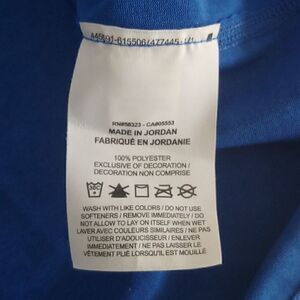 RN#56323 - CA#05553
MADE IN JORDAN
FABRIQUÉ EN JORDANIE
100% POLYESTER
EXCLUSIVE OF DECORATION /
DECORATION NON COMPRISE
WASH WITH LIKE COLORS / DO NOT USE
SOFTENERS / REMOVE IMMEDIATELY / DO
NOT ALLOW TO LAY ON ITSELF WHEN WET
LAVER AVEC COULEURS SIMILAIRES / NE PAS
UTILISER D'ADOUCISSEUR / ENLEVER
IMMEDIATEMENT / NE PAS LAISSER LE
VÊTEMENT PLIÉ LORSQU'IL EST MOUILLÉ